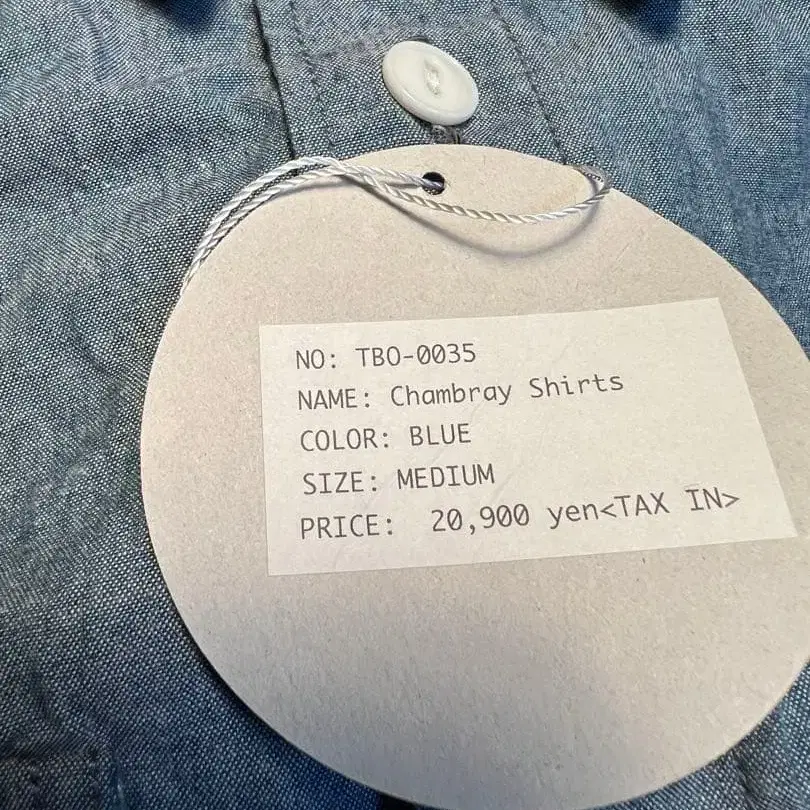 NO: TBO-0035
NAME: Chambray Shirts
COLOR: BLUE
SIZE: MEDIUM
PRICE: 20,900 yen<TAX IN>